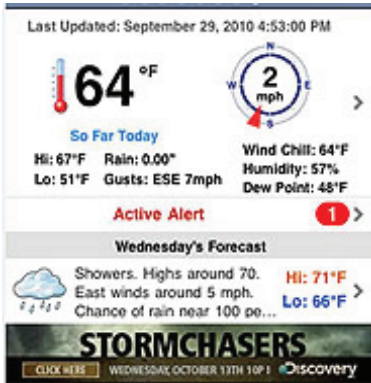 Last Updated: September 29, 2010 4:53:00 PM
64 °F
N
W 2 E
mph
S
So Far Today
Hi: 67°F Rain: 0.00"
Lo: 51°F Gusts: ESE 7mph
Wind Chill: 64°F
Humidity: 57%
Dew Point: 48°F
Active Alert 1
Wednesday's Forecast
Showers. Highs around 70.
East winds around 5 mph.
Chance of rain near 100 pe...
Hi: 71°F
Lo: 66°F
STORMCHASERS
CLICK HERE WEDNESDAY, OCTOBER 13TH 10P Discovery